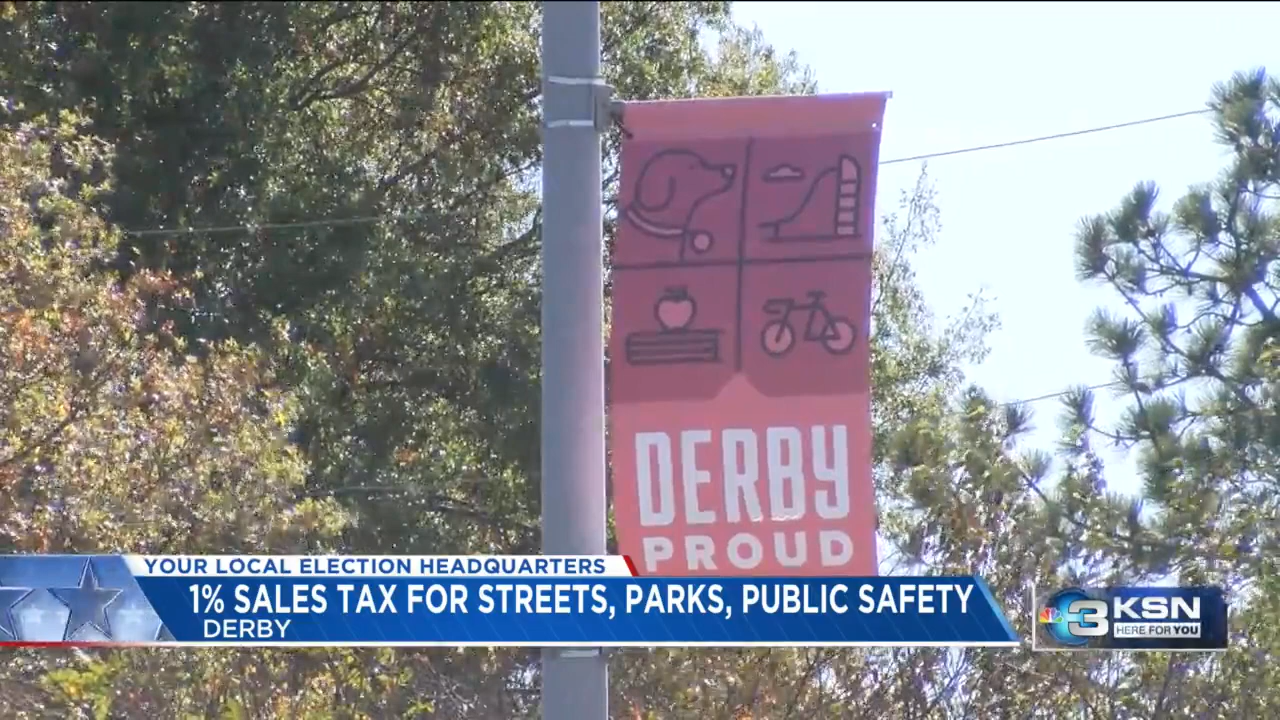 DERBY
PROUD
YOUR LOCAL ELECTION HEADQUARTERS
1% SALES TAX FOR STREETS, PARKS, PUBLIC SAFETY
DERBY
3 KSN
HERE FOR YOU